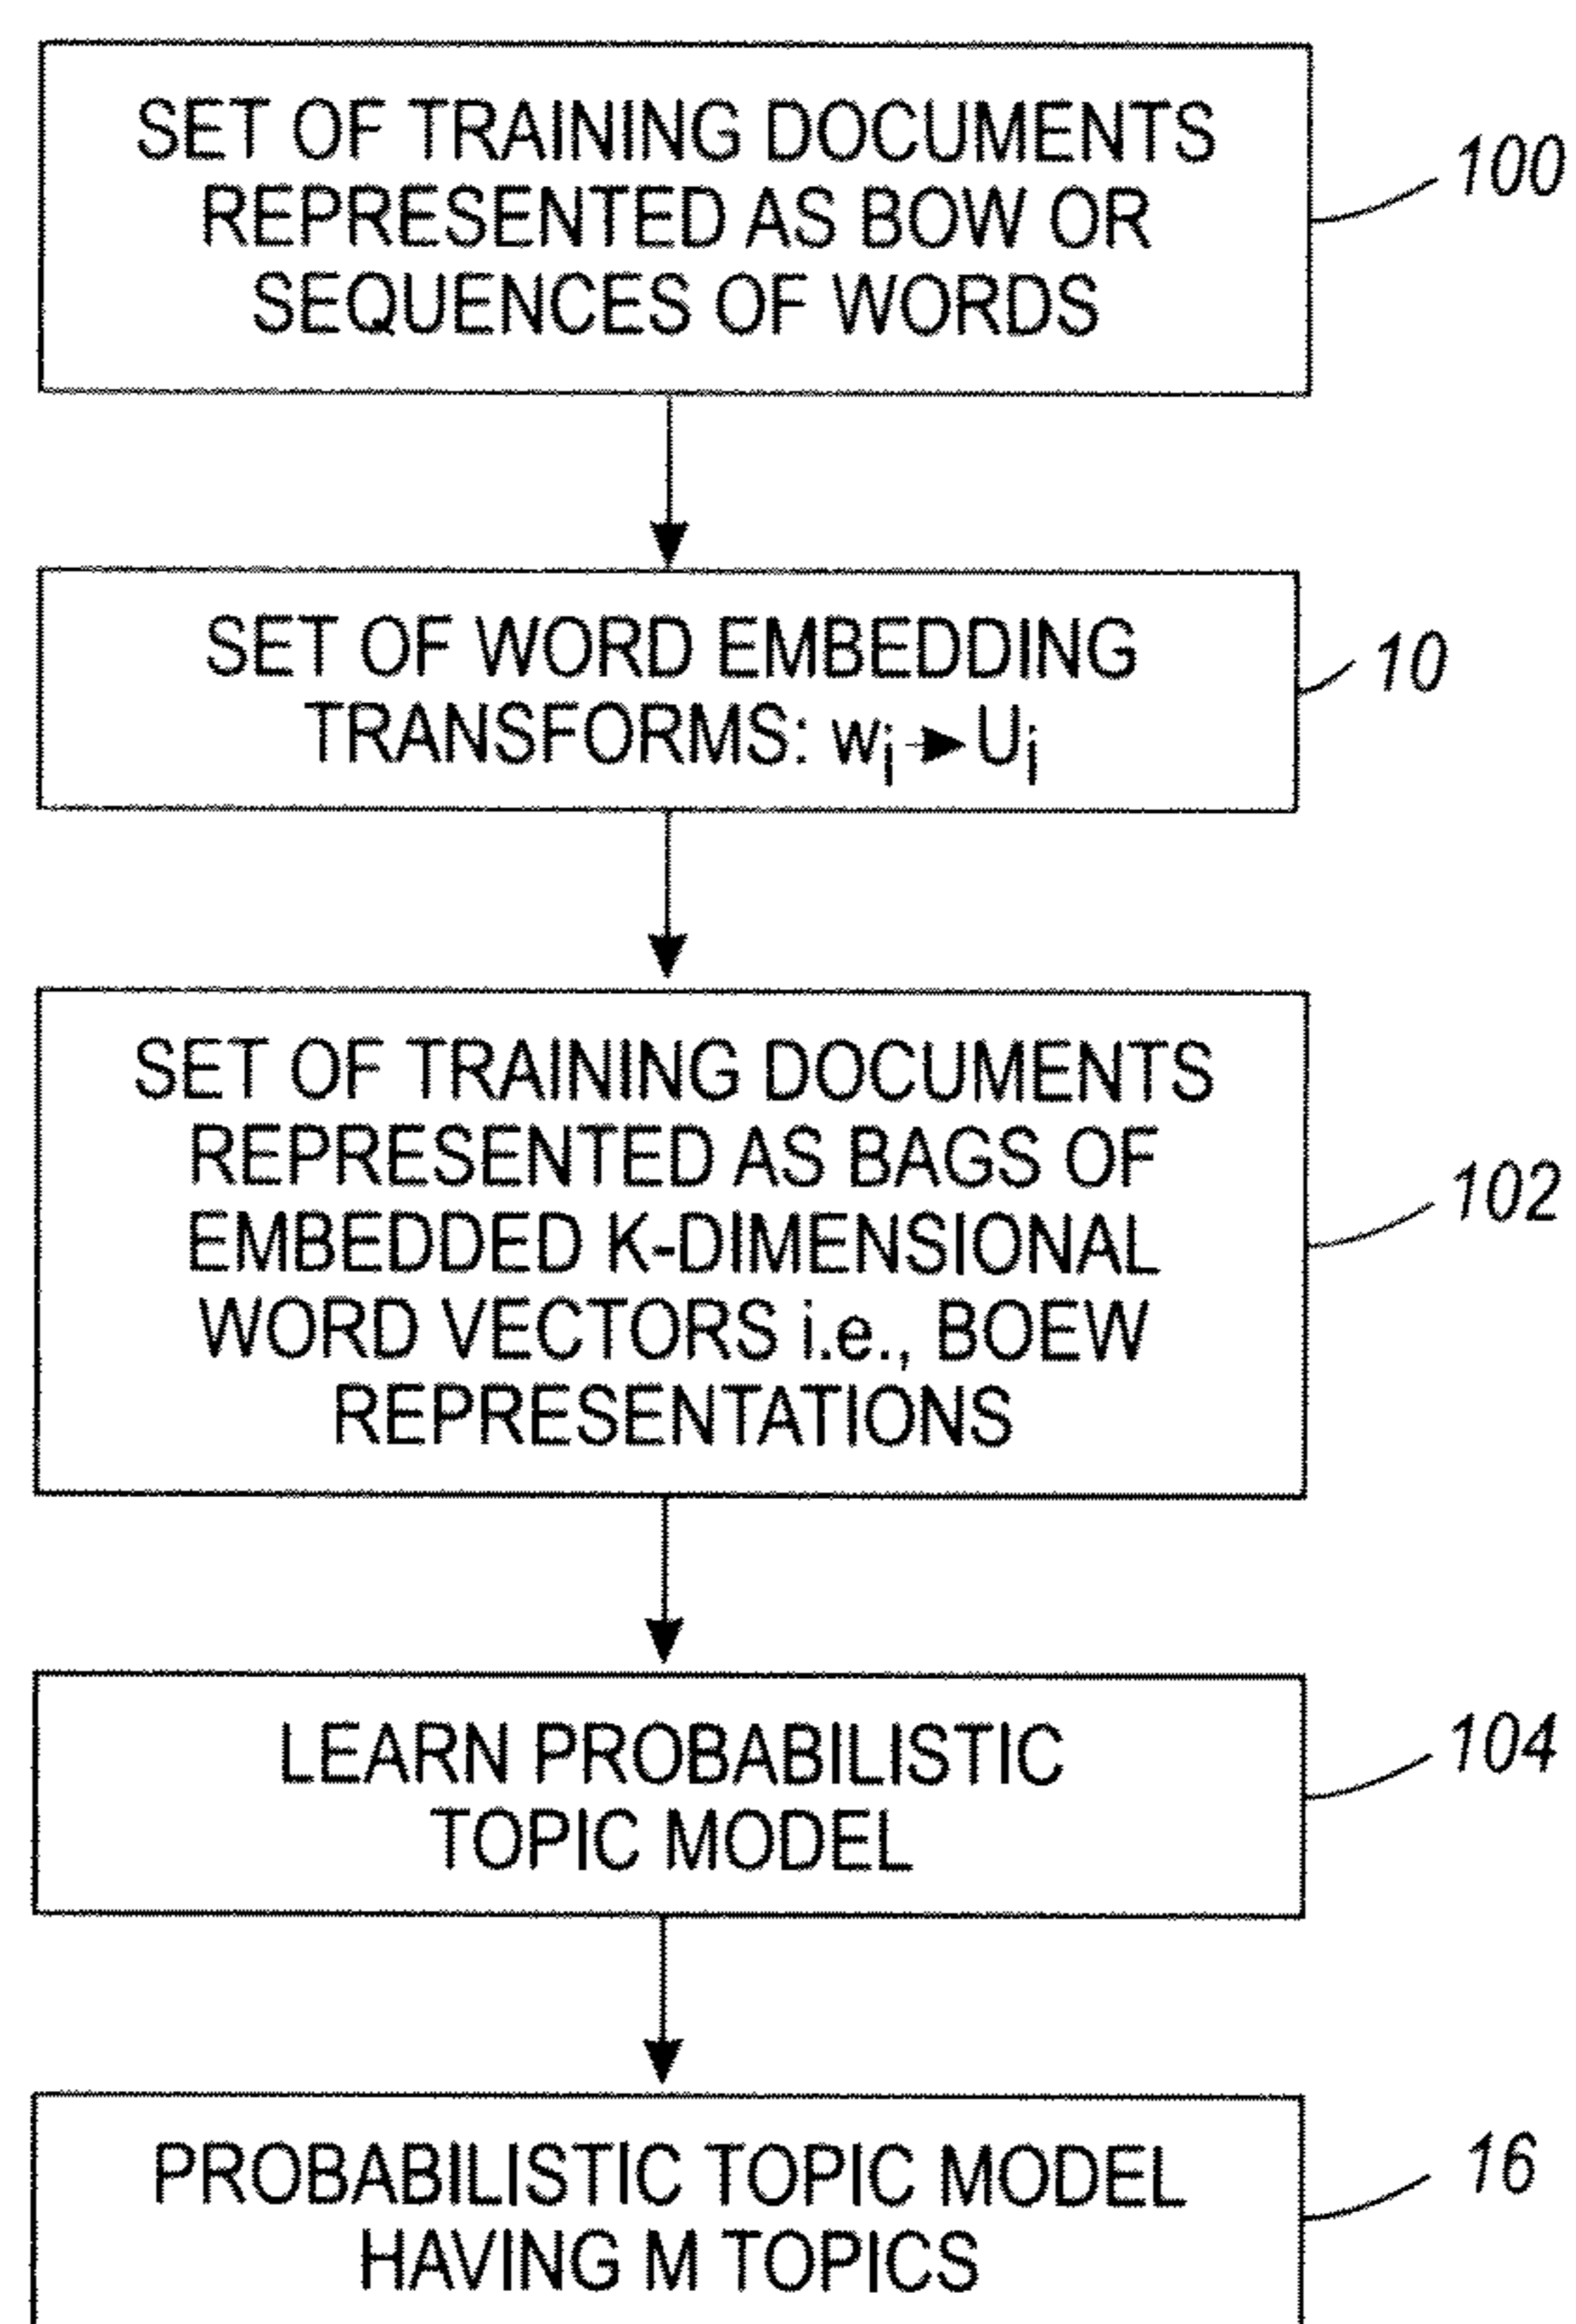 SET OF TRAINING DOCUMENTS
REPRESENTED AS BOW OR
SEQUENCES OF WORDS
100
SET OF WORD EMBEDDING
TRANSFORMS: wi → Ui
10
SET OF TRAINING DOCUMENTS
REPRESENTED AS BAGS OF
EMBEDDED K-DIMENSIONAL
WORD VECTORS i.e., BOEW
REPRESENTATIONS
102
LEARN PROBABILISTIC
TOPIC MODEL
104
PROBABILISTIC TOPIC MODEL
HAVING M TOPICS
16